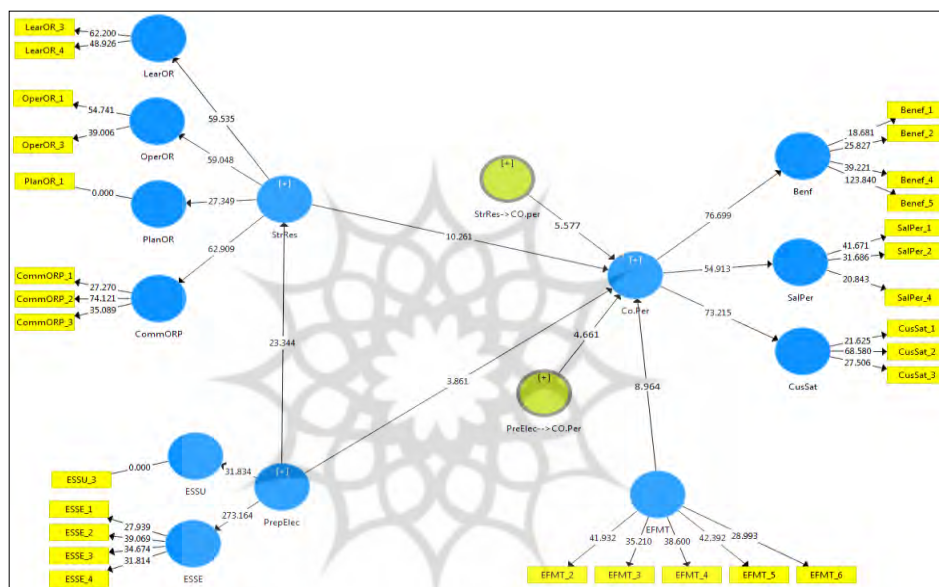 LearOR_3
62.200
LearOR_4
48.926
LearOR
OperOR_1
54.741
OperOR_3
39.006
OperOR
59.535
59.048
PlanOR_1
0.000
PlanOR
27.349
[+]
StrRes
62.909
CommORP_1
27.270
CommORP_2
74.121
CommORP_3
35.089
CommORP
[+]
StrRes->CO.per
5.577
10.261
[+]
Co.Per
76.699
54.913
73.215
Benf
18.681
Benef_1
25.827
Benef_2
39.221
Benef_4
123.840
Benef_5
SalPer
41.671
SalPer_1
31.686
SalPer_2
20.843
SalPer_4
CusSat
21.625
CusSat_1
68.580
CusSat_2
27.506
CusSat_3
23.344
3.861
4.661
[+]
PreElec-->CO.Per
8.964
ESSU_3
0.000
ESSU
31.834
[+]
PrepElec
273.164
ESSE_1
27.939
ESSE_2
39.069
ESSE_3
34.674
ESSE_4
31.814
ESSE
EFMT
41.932
35.210
38.600
42.392
28.993
EFMT_2
EFMT_3
EFMT_4
EFMT_5
EFMT_6